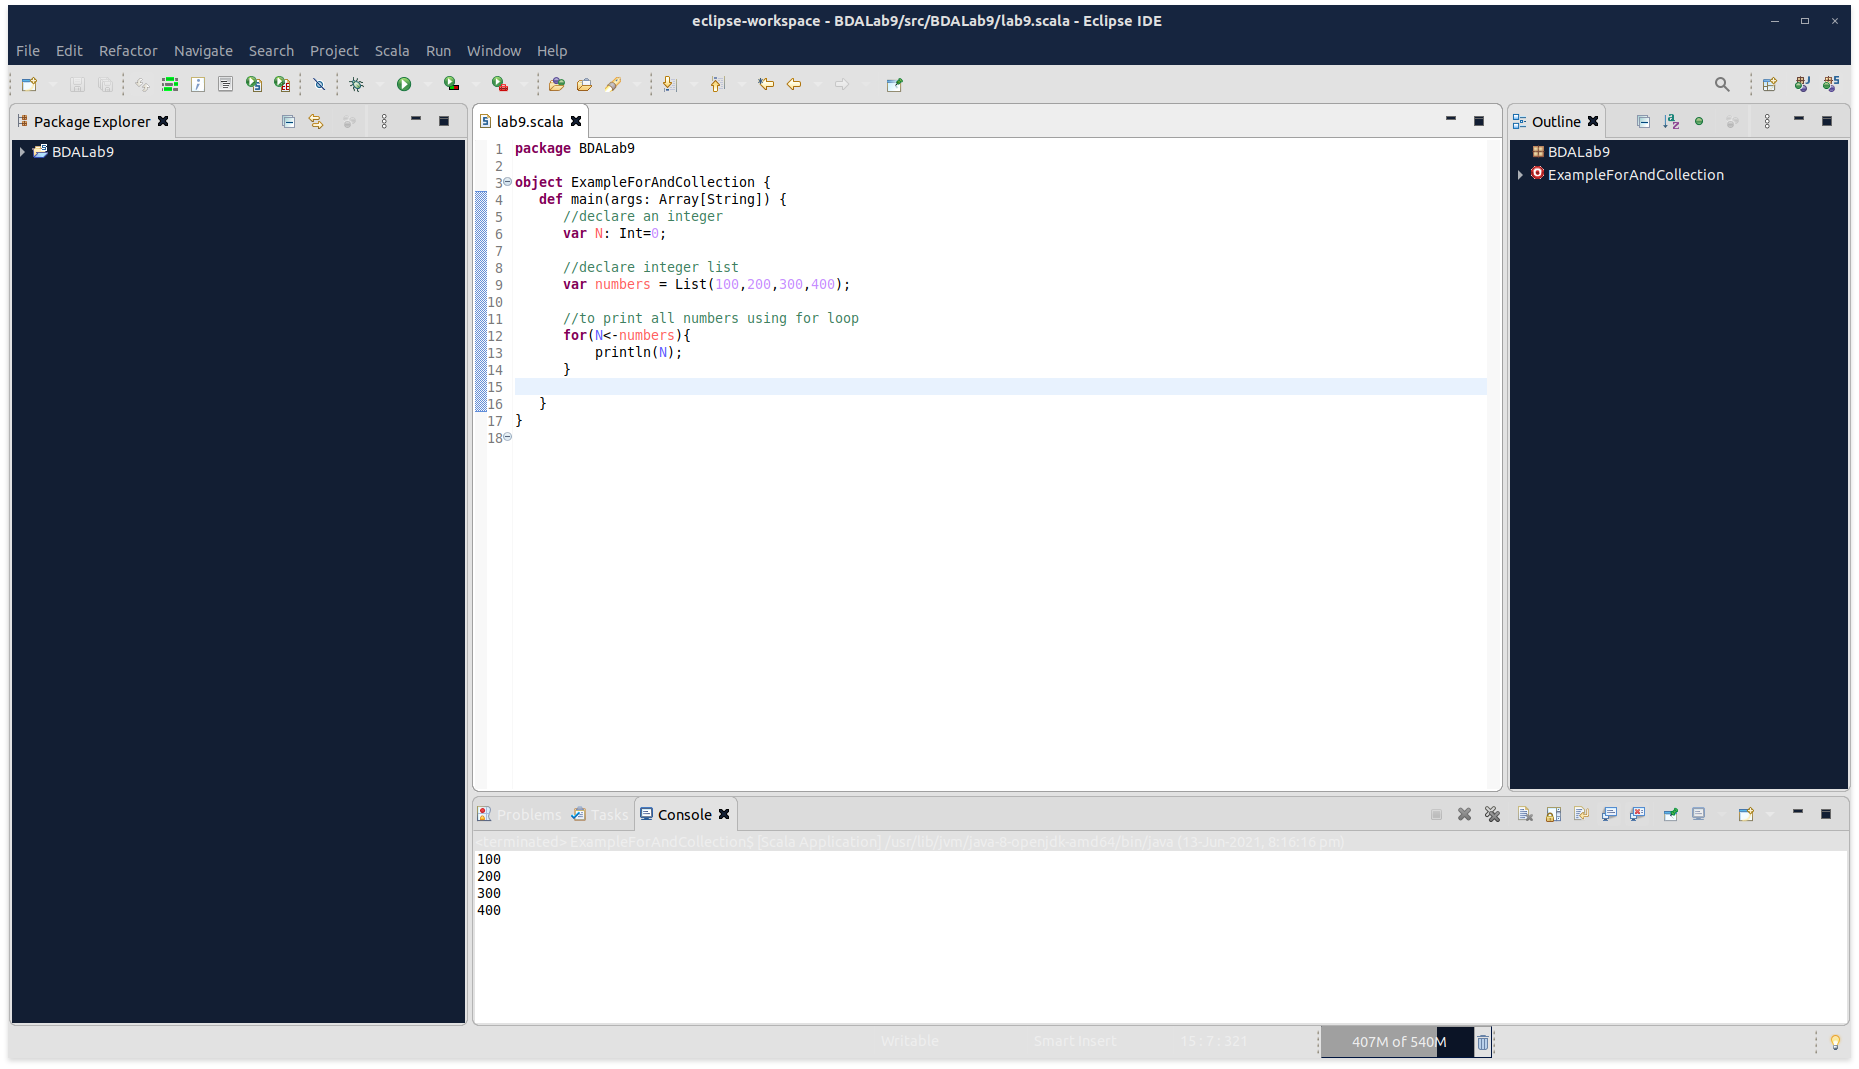 eclipse-workspace - BDALab9/src/BDALab9/lab9.scala - Eclipse IDE
File Edit Refactor Navigate Search Project Scala Run Window Help
Package Explorer
BDALab9
lab9.scala
1 package BDALab9
2
3 object ExampleForAndCollection {
4    def main(args: Array[String]) {
5       //declare an integer
6       var N: Int=0;
7
8       //declare integer list
9       var numbers = List(100,200,300,400);
10
11       //to print all numbers using for loop
12       for(N<-numbers){
13           println(N);
14       }
15
16    }
17 }
18
Outline
BDALab9
ExampleForAndCollection
Problems Tasks Console
<terminated> ExampleForAndCollection$ [Scala Application] /usr/lib/jvm/java-8-openjdk-amd64/bin/java (13-Jun-2021, 8:16:16 pm)
100
200
300
400
Writable Smart Insert 15 : 7 : 321 407M of 540M